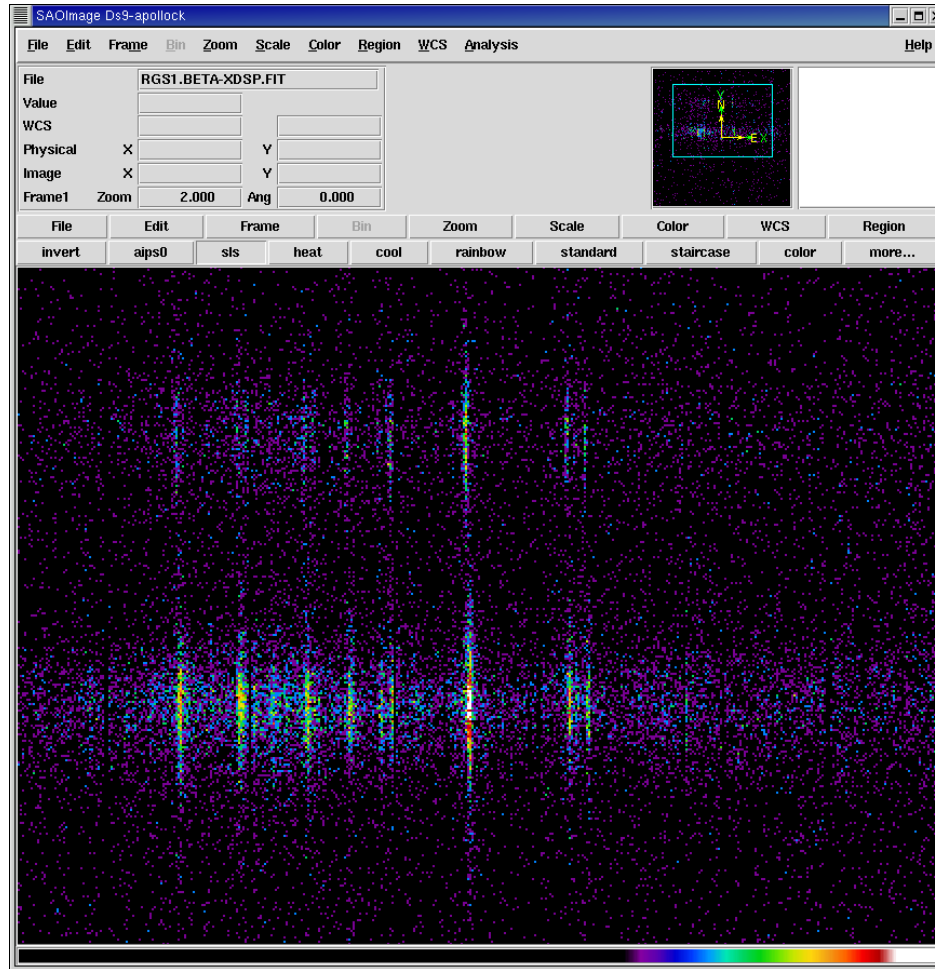 SAOImage Ds9-apollock
File Edit Frame Bin Zoom Scale Color Region WCS Analysis Help
File RGS1.BETA-XDSP.FIT
Value
WCS
Physical X Y
Image X Y
Frame1 Zoom 2.000 Ang 0.000
Y
N
E X
File Edit Frame Bin Zoom Scale Color WCS Region
invert aips0 sls heat cool rainbow standard staircase color more...